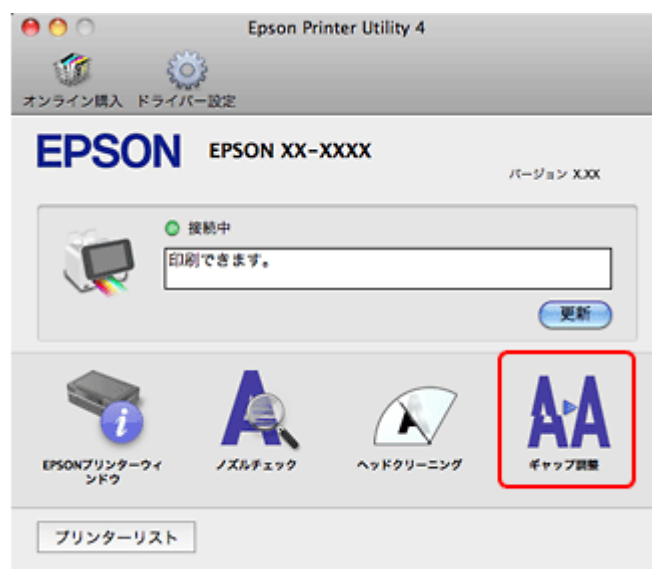 Epson Printer Utility 4
オンライン購入 ドライバー設定
EPSON EPSON XX-XXXX
バージョン X.XX
接続中
印刷できます。
更新
EPSONプリンターウィ
ンドウ
ノズルチェック
ヘッドクリーニング
ギャップ調整
プリンターリスト